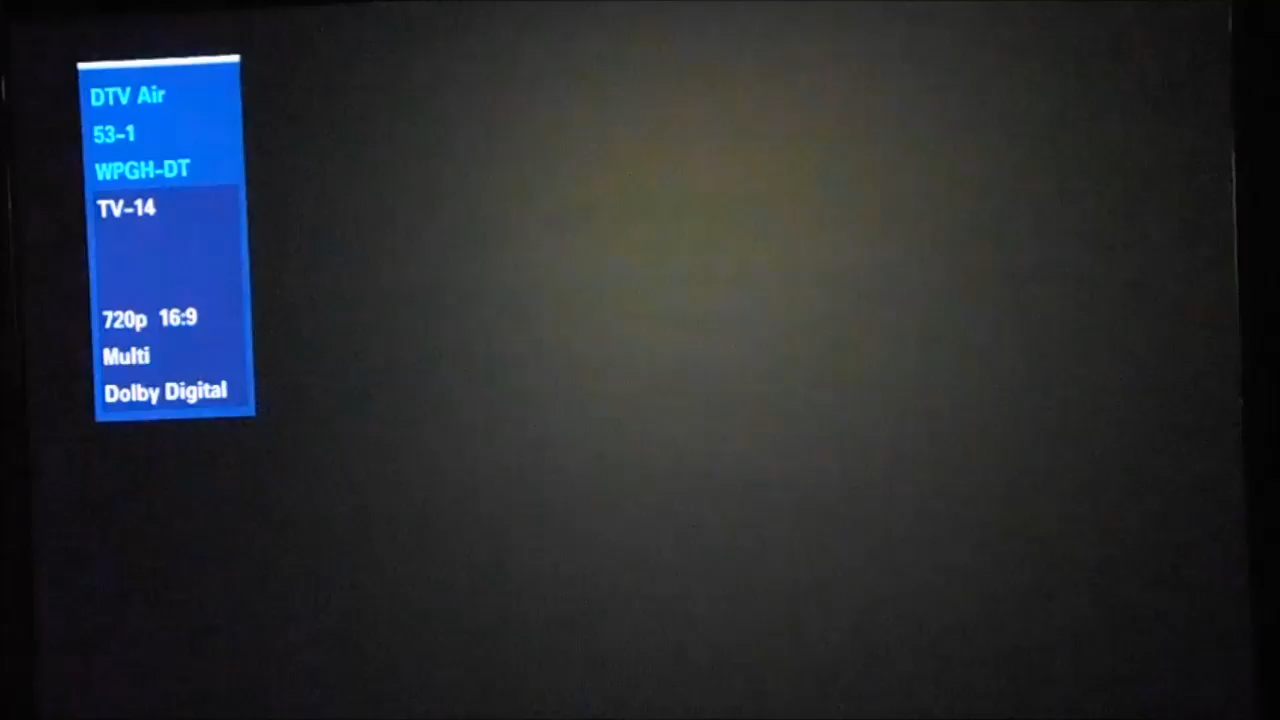 DTV Air
53-1
WPGH-DT
TV-14
720p 16:9
Multi
Dolby Digital